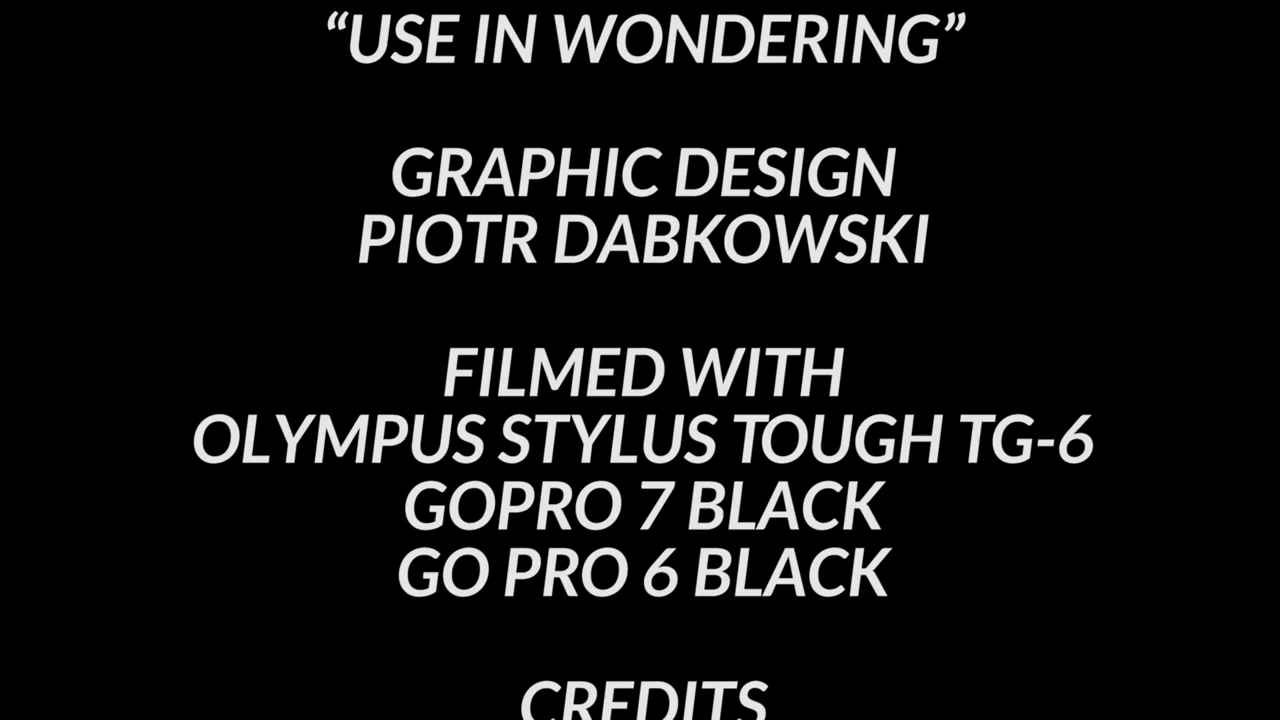 “USE IN WONDERING”
GRAPHIC DESIGN
PIOTR DABKOWSKI
FILMED WITH
OLYMPUS STYLUS TOUGH TG-6
GOPRO 7 BLACK
GO PRO 6 BLACK
CREDITS